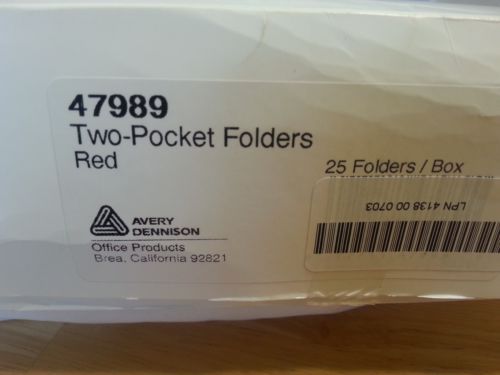 47989
Two-Pocket Folders
Red
25 Folders / Box
LPN 4138 00 0703
AVERY
DENNISON
Office Products
Brea, California 92821